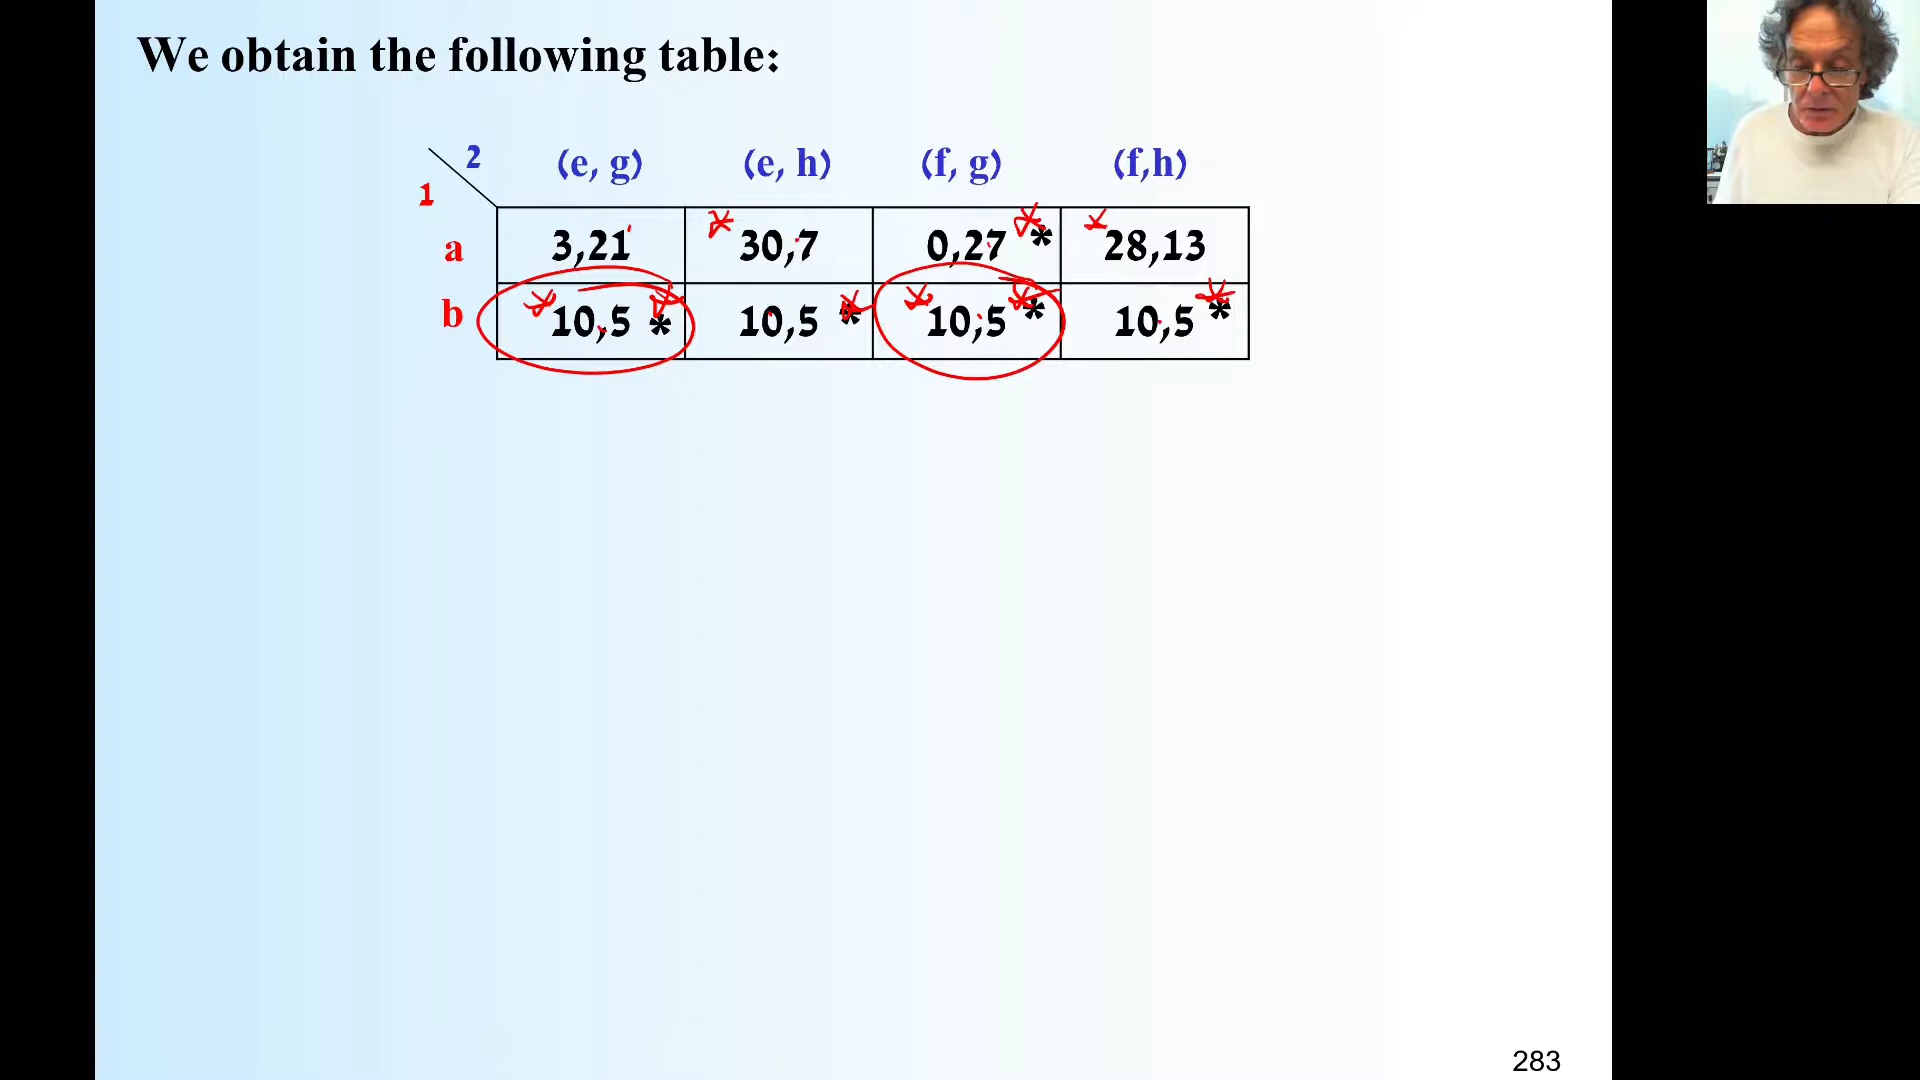 We obtain the following table:
2 (e, g) (e, h) (f, g) (f,h)
1
a 3,21 * 30,7 0,27 * * * 28,13
b * 10,5 * * 10,5 * * * 10,5 * * 10,5 * *
283